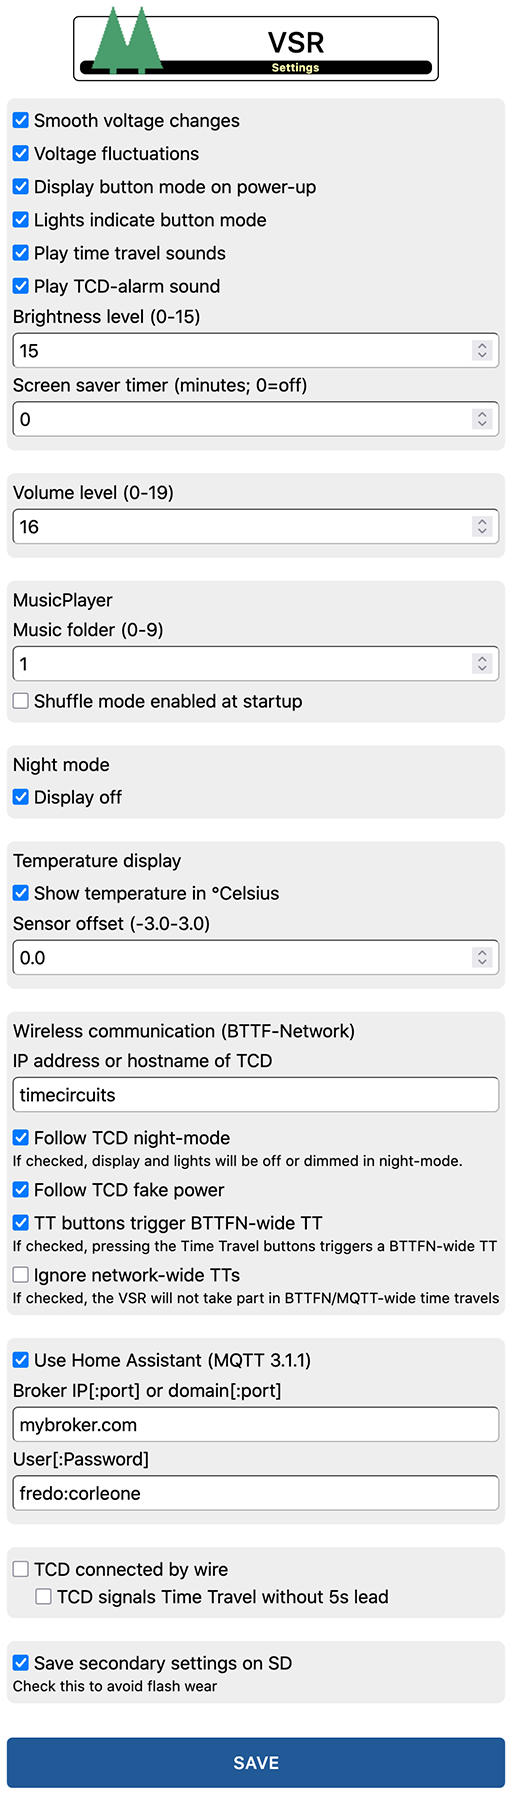 VSR
Settings
Smooth voltage changes
Voltage fluctuations
Display button mode on power-up
Lights indicate button mode
Play time travel sounds
Play TCD-alarm sound
Brightness level (0-15)
15
Screen saver timer (minutes; 0=off)
0
Volume level (0-19)
16
MusicPlayer
Music folder (0-9)
1
Shuffle mode enabled at startup
Night mode
Display off
Temperature display
Show temperature in °Celsius
Sensor offset (-3.0-3.0)
0.0
Wireless communication (BTTF-Network)
IP address or hostname of TCD
timecircuits
Follow TCD night-mode
If checked, display and lights will be off or dimmed in night-mode.
Follow TCD fake power
TT buttons trigger BTTFN-wide TT
If checked, pressing the Time Travel buttons triggers a BTTFN-wide TT
Ignore network-wide TTs
If checked, the VSR will not take part in BTTFN/MQTT-wide time travels
Use Home Assistant (MQTT 3.1.1)
Broker IP[:port] or domain[:port]
mybroker.com
User[:Password]
fredo:corleone
TCD connected by wire
TCD signals Time Travel without 5s lead
Save secondary settings on SD
Check this to avoid flash wear
SAVE